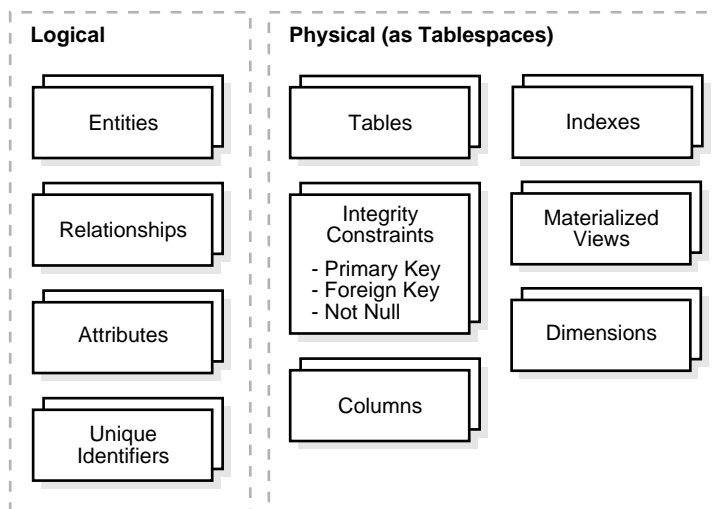 Logical
Entities
Relationships
Attributes
Unique
Identifiers
Physical (as Tablespaces)
Tables
Integrity
Constraints
- Primary Key
- Foreign Key
- Not Null
Columns
Indexes
Materialized
Views
Dimensions